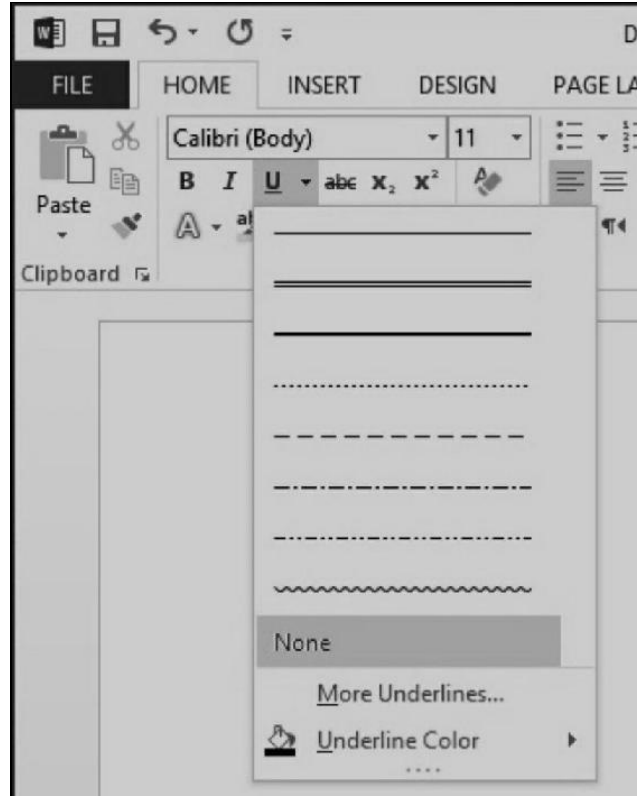 D
FILE HOME INSERT DESIGN PAGE LA
Calibri (Body) 11
Paste
B I U abc X₂ X²
A
Clipboard
None
More Underlines...
Underline Color